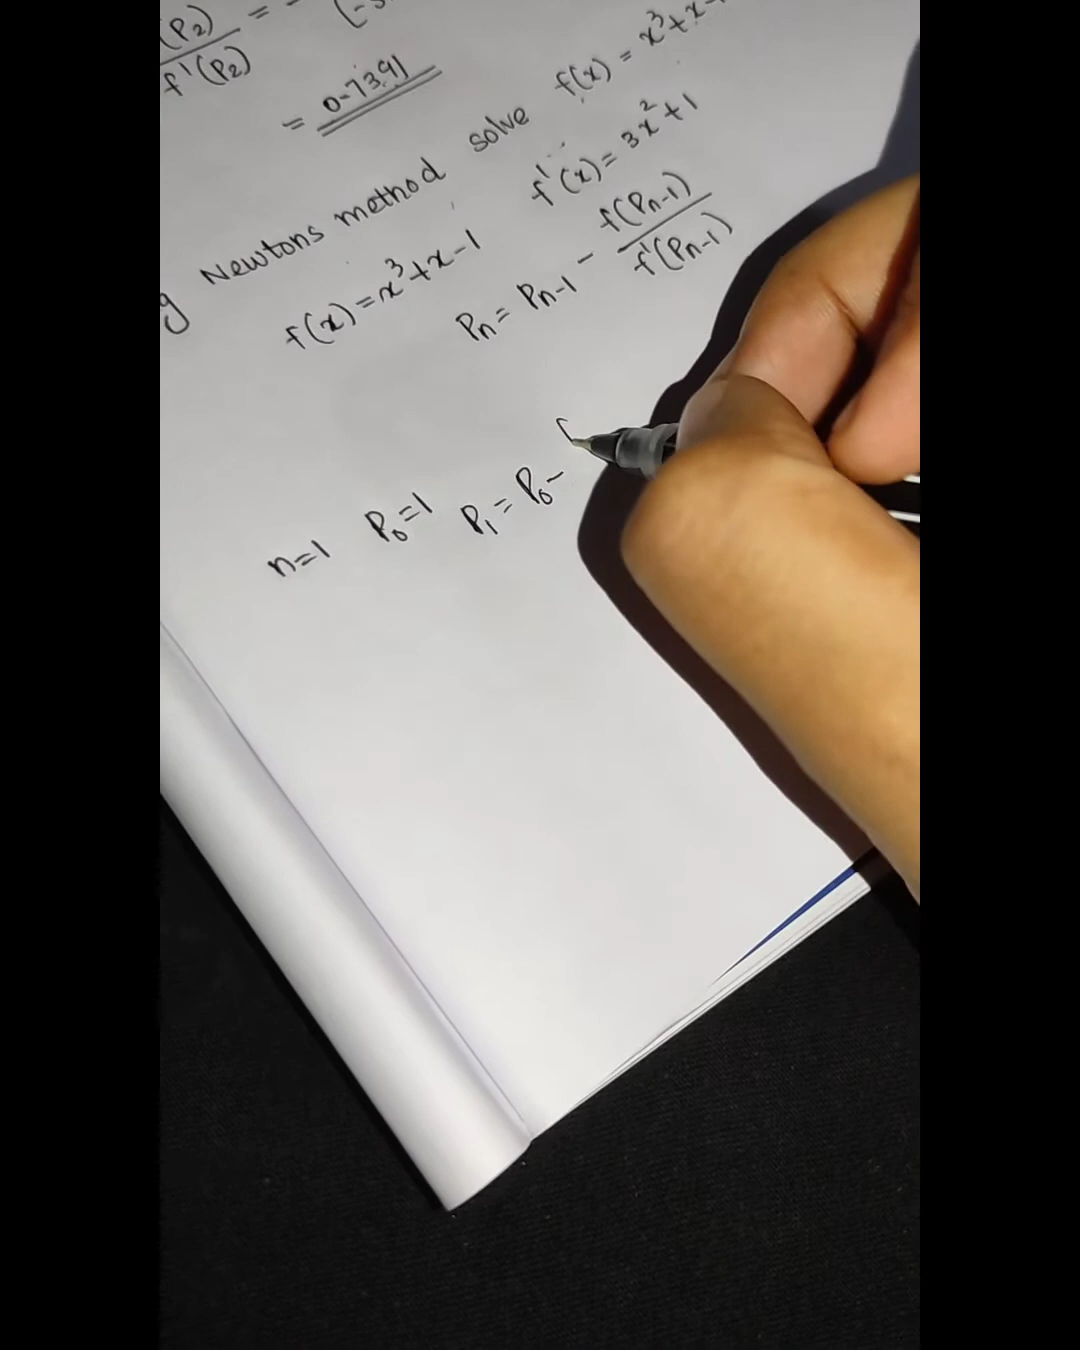 (P₂)/f'(P₂) =
= 0.7391
Newtons method solve f(x) = x³+x-
f(x)=x³+x-1 f'(x)= 3x²+1
Pₙ= Pₙ₋₁ - f(Pₙ₋₁)/f'(Pₙ₋₁)
n=1 P₀=1 P₁= P₀-